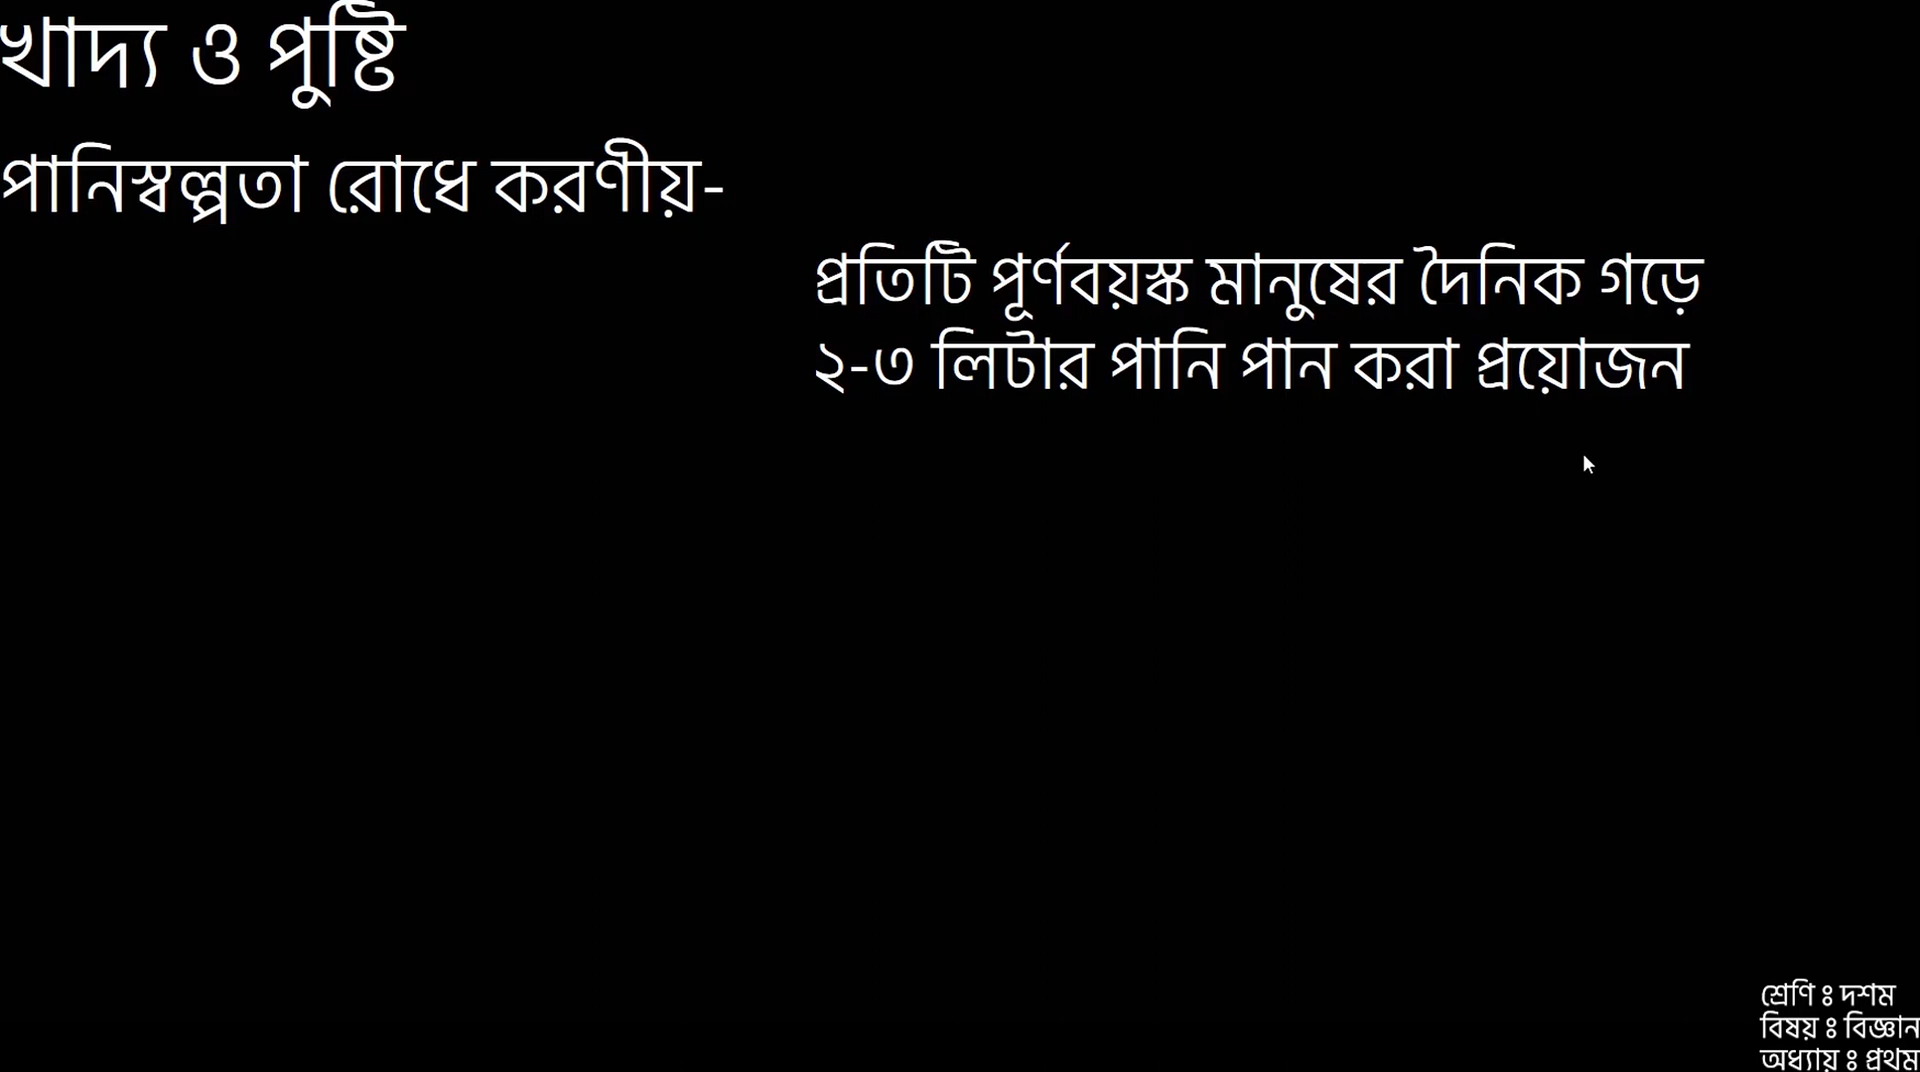 খাদ্য ও পুষ্টি
পানিস্বল্পতা রোধে করণীয়-
প্রতিটি পূর্ণবয়স্ক মানুষের দৈনিক গড়ে
২-৩ লিটার পানি পান করা প্রয়োজন
শ্রেণি ঃ দশম
বিষয় ঃ বিজ্ঞান
অধ্যায় ঃ প্রথম